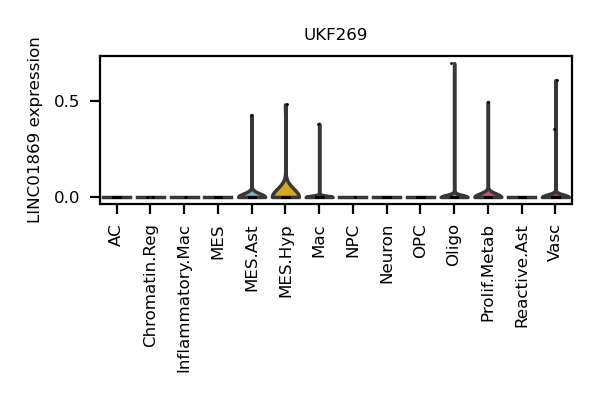 UKF269
LINC01869 expression
0.5
0.0
AC
Chromatin.Reg
Inflammatory.Mac
MES
MES.Ast
MES.Hyp
Mac
NPC
Neuron
OPC
Oligo
Prolif.Metab
Reactive.Ast
Vasc